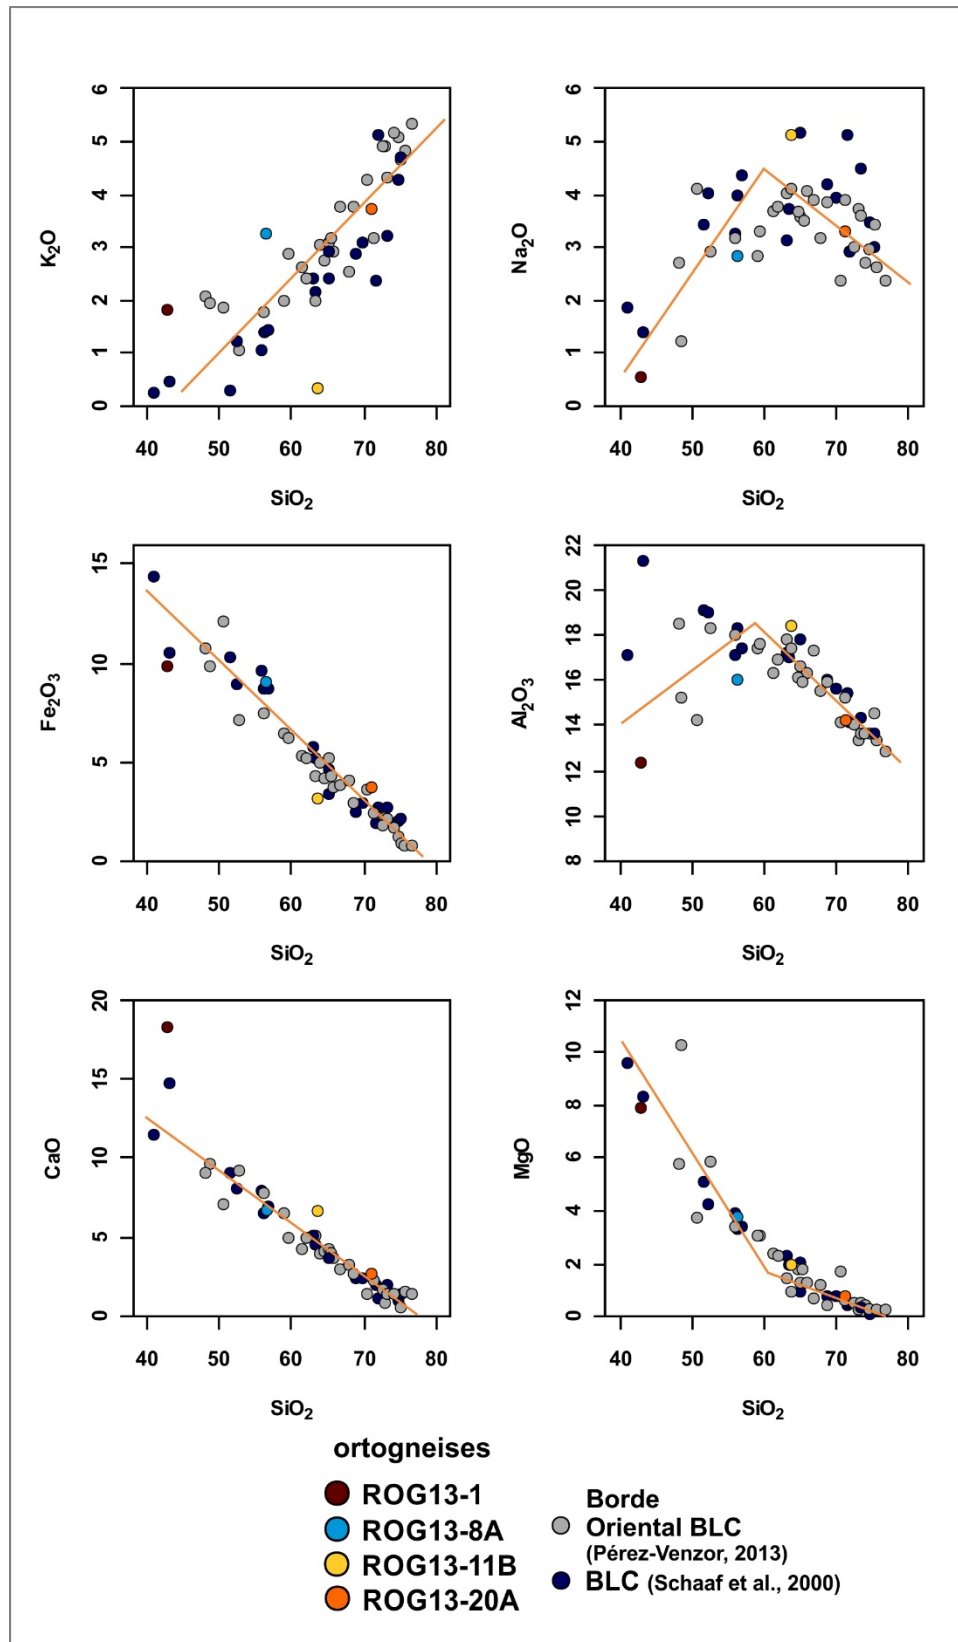 6
5
4
3
2
1
0
K2O
40 50 60 70 80
SiO2
6
5
4
3
2
1
0
Na2O
40 50 60 70 80
SiO2
15
10
5
0
Fe2O3
40 50 60 70 80
SiO2
22
20
18
16
14
12
10
8
Al2O3
40 50 60 70 80
SiO2
20
15
10
5
0
CaO
40 50 60 70 80
SiO2
12
10
8
6
4
2
0
MgO
40 50 60 70 80
SiO2
ortogneises
ROG13-1
ROG13-8A
ROG13-11B
ROG13-20A
Borde
Oriental BLC
(Pérez-Venzor, 2013)
BLC (Schaaf et al., 2000)